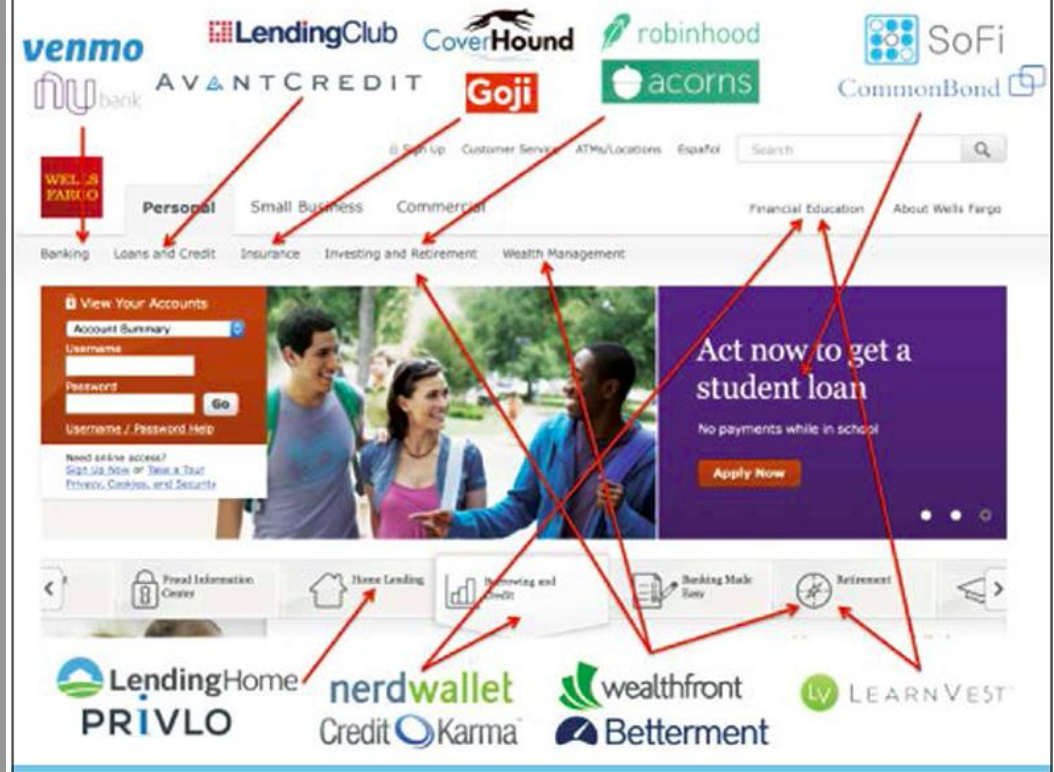 venmo
nu bank
LendingClub
AVANTCREDIT
CoverHound
Goji
robinhood
acorns
SoFi
CommonBond
Sign Up Customer Service ATMs/Locations Español Search
WELLS
FARGO
Personal Small Business Commercial Financial Education About Wells Fargo
Banking Loans and Credit Insurance Investing and Retirement Wealth Management
View Your Accounts
Account Summary
Username
Password
Go
Username / Password Help
Need online access?
Sign Up Now or Take a Tour
Privacy, Cookies, and Security
Act now to get a
student loan
No payments while in school
Apply Now
Fraud Information
Center
Home Lending
Borrowing and
Credit
Banking Made
Easy
Retirement
LendingHome
PRiVLO
nerdwallet
Credit Karma
wealthfront
Betterment
LV LEARNVEST